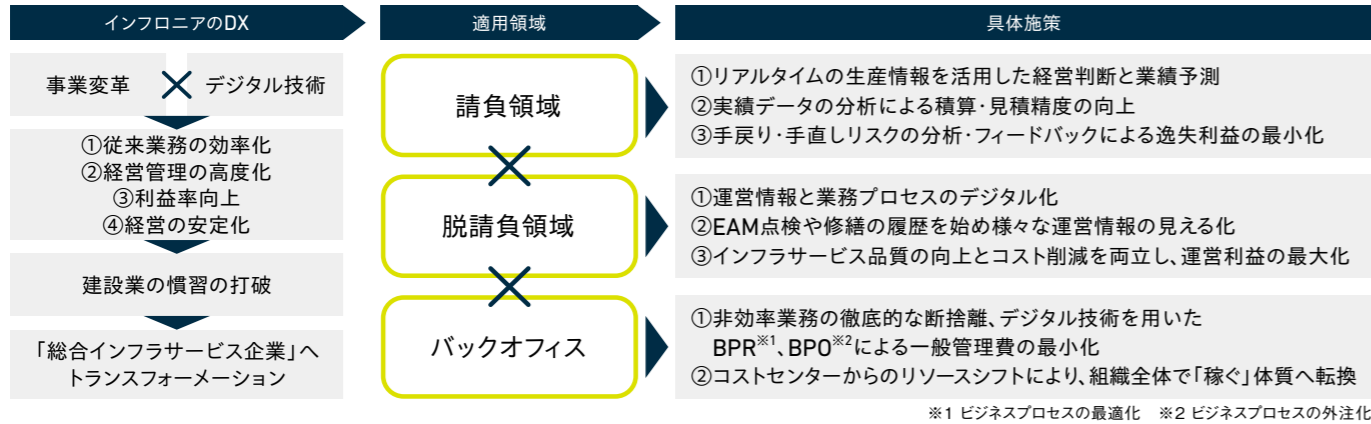 インフロニアのDX
事業変革
デジタル技術
①従来業務の効率化
②経営管理の高度化
③利益率向上
④経営の安定化
建設業の慣習の打破
「総合インフラサービス企業」へ
トランスフォーメーション
適用領域
請負領域
脱請負領域
バックオフィス
具体施策
①リアルタイムの生産情報を活用した経営判断と業績予測
②実績データの分析による積算・見積精度の向上
③手戻り・手直しリスクの分析・フィードバックによる逸失利益の最小化
①運営情報と業務プロセスのデジタル化
②EAM点検や修繕の履歴を始め様々な運営情報の見える化
③インフラサービス品質の向上とコスト削減を両立し、運営利益の最大化
①非効率業務の徹底的な断捨離、デジタル技術を用いた
BPR※1、BPO※2による一般管理費の最小化
②コストセンターからのリソースシフトにより、組織全体で「稼ぐ」体質へ転換
※1 ビジネスプロセスの最適化 ※2 ビジネスプロセスの外注化